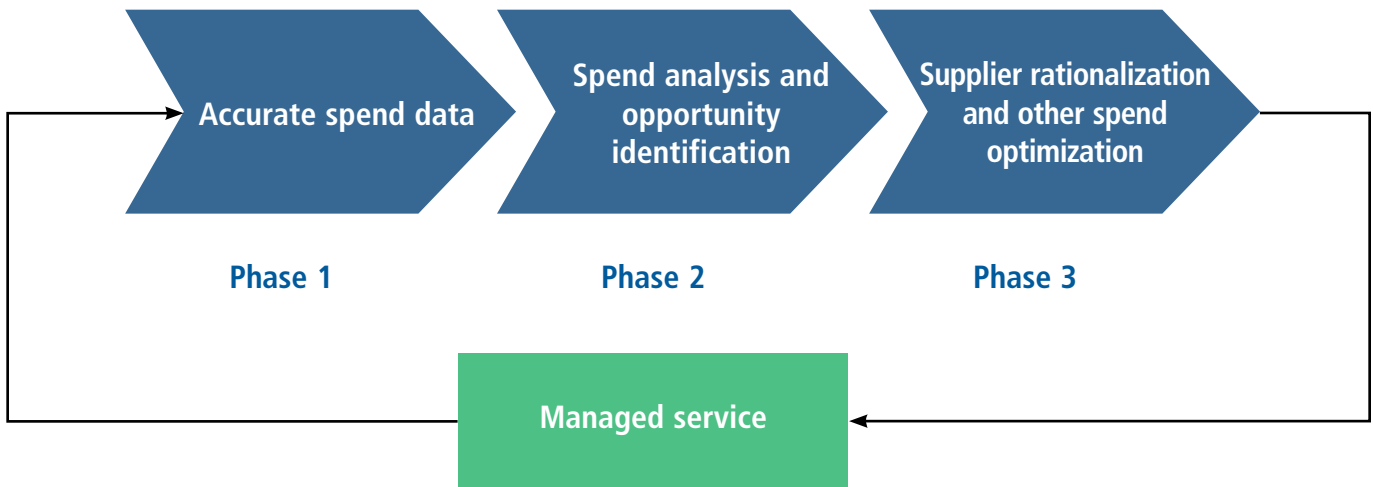 Accurate spend data
Spend analysis and
opportunity
identification
Supplier rationalization
and other spend
optimization
Phase 1
Phase 2
Phase 3
Managed service